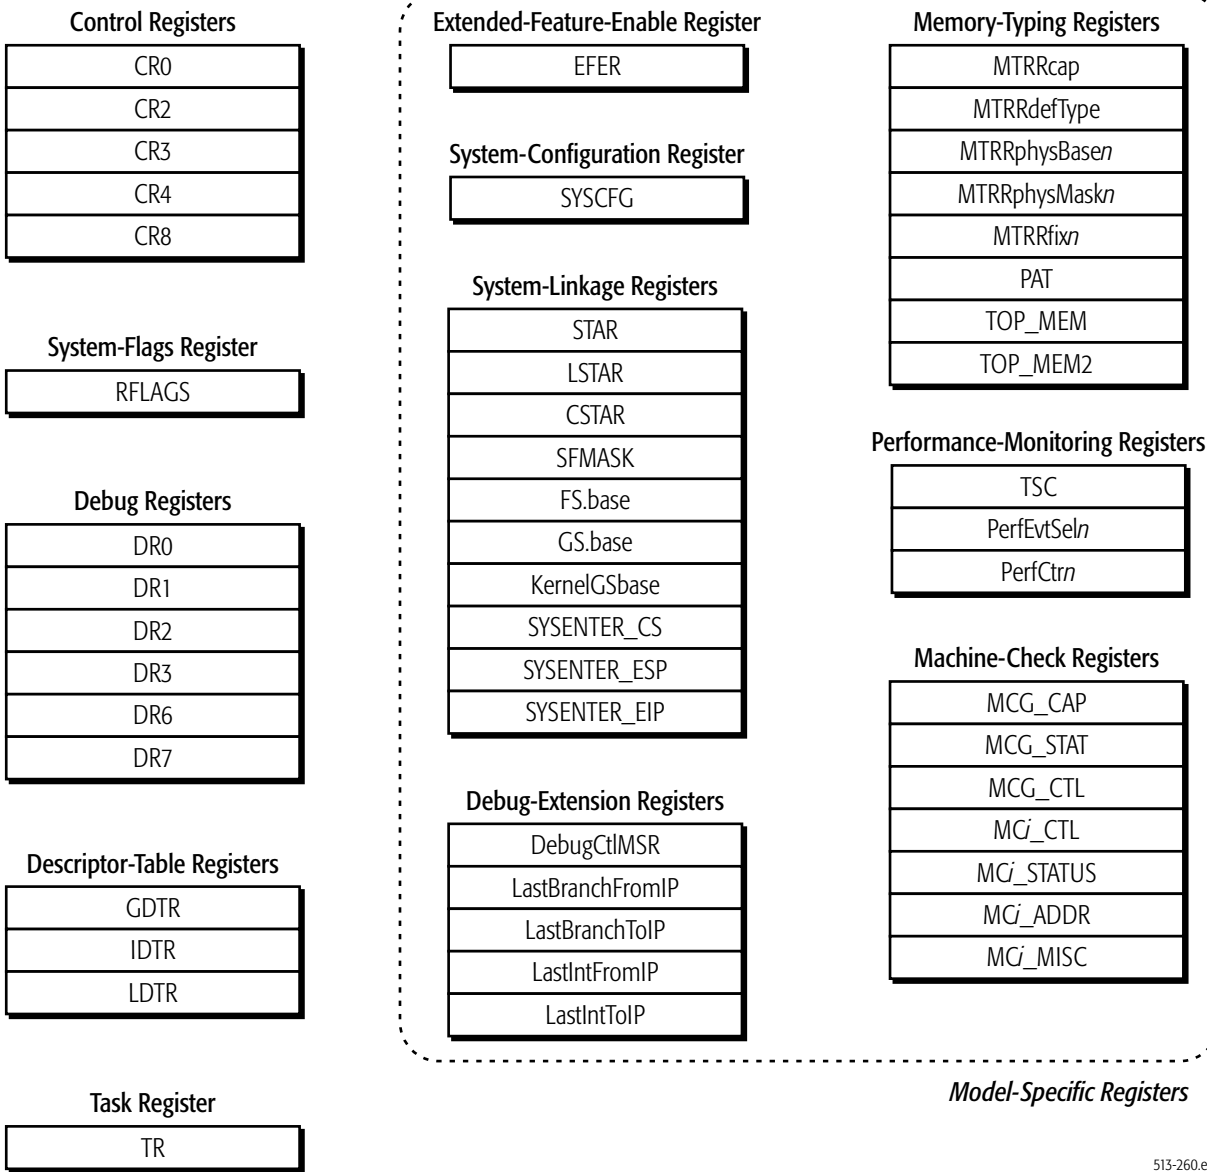 Control Registers
CR0
CR2
CR3
CR4
CR8
System-Flags Register
RFLAGS
Debug Registers
DR0
DR1
DR2
DR3
DR6
DR7
Descriptor-Table Registers
GDTR
IDTR
LDTR
Task Register
TR
Extended-Feature-Enable Register
EFER
System-Configuration Register
SYSCFG
System-Linkage Registers
STAR
LSTAR
CSTAR
SFMASK
FS.base
GS.base
KernelGSbase
SYSENTER_CS
SYSENTER_ESP
SYSENTER_EIP
Debug-Extension Registers
DebugCtlMSR
LastBranchFromIP
LastBranchToIP
LastIntFromIP
LastIntToIP
Memory-Typing Registers
MTRRcap
MTRRdefType
MTRRphysBasen
MTRRphysMaskn
MTRRfixn
PAT
TOP_MEM
TOP_MEM2
Performance-Monitoring Registers
TSC
PerfEvtSeln
PerfCtrn
Machine-Check Registers
MCG_CAP
MCG_STAT
MCG_CTL
MCi_CTL
MCi_STATUS
MCi_ADDR
MCi_MISC
Model-Specific Registers
513-260.e